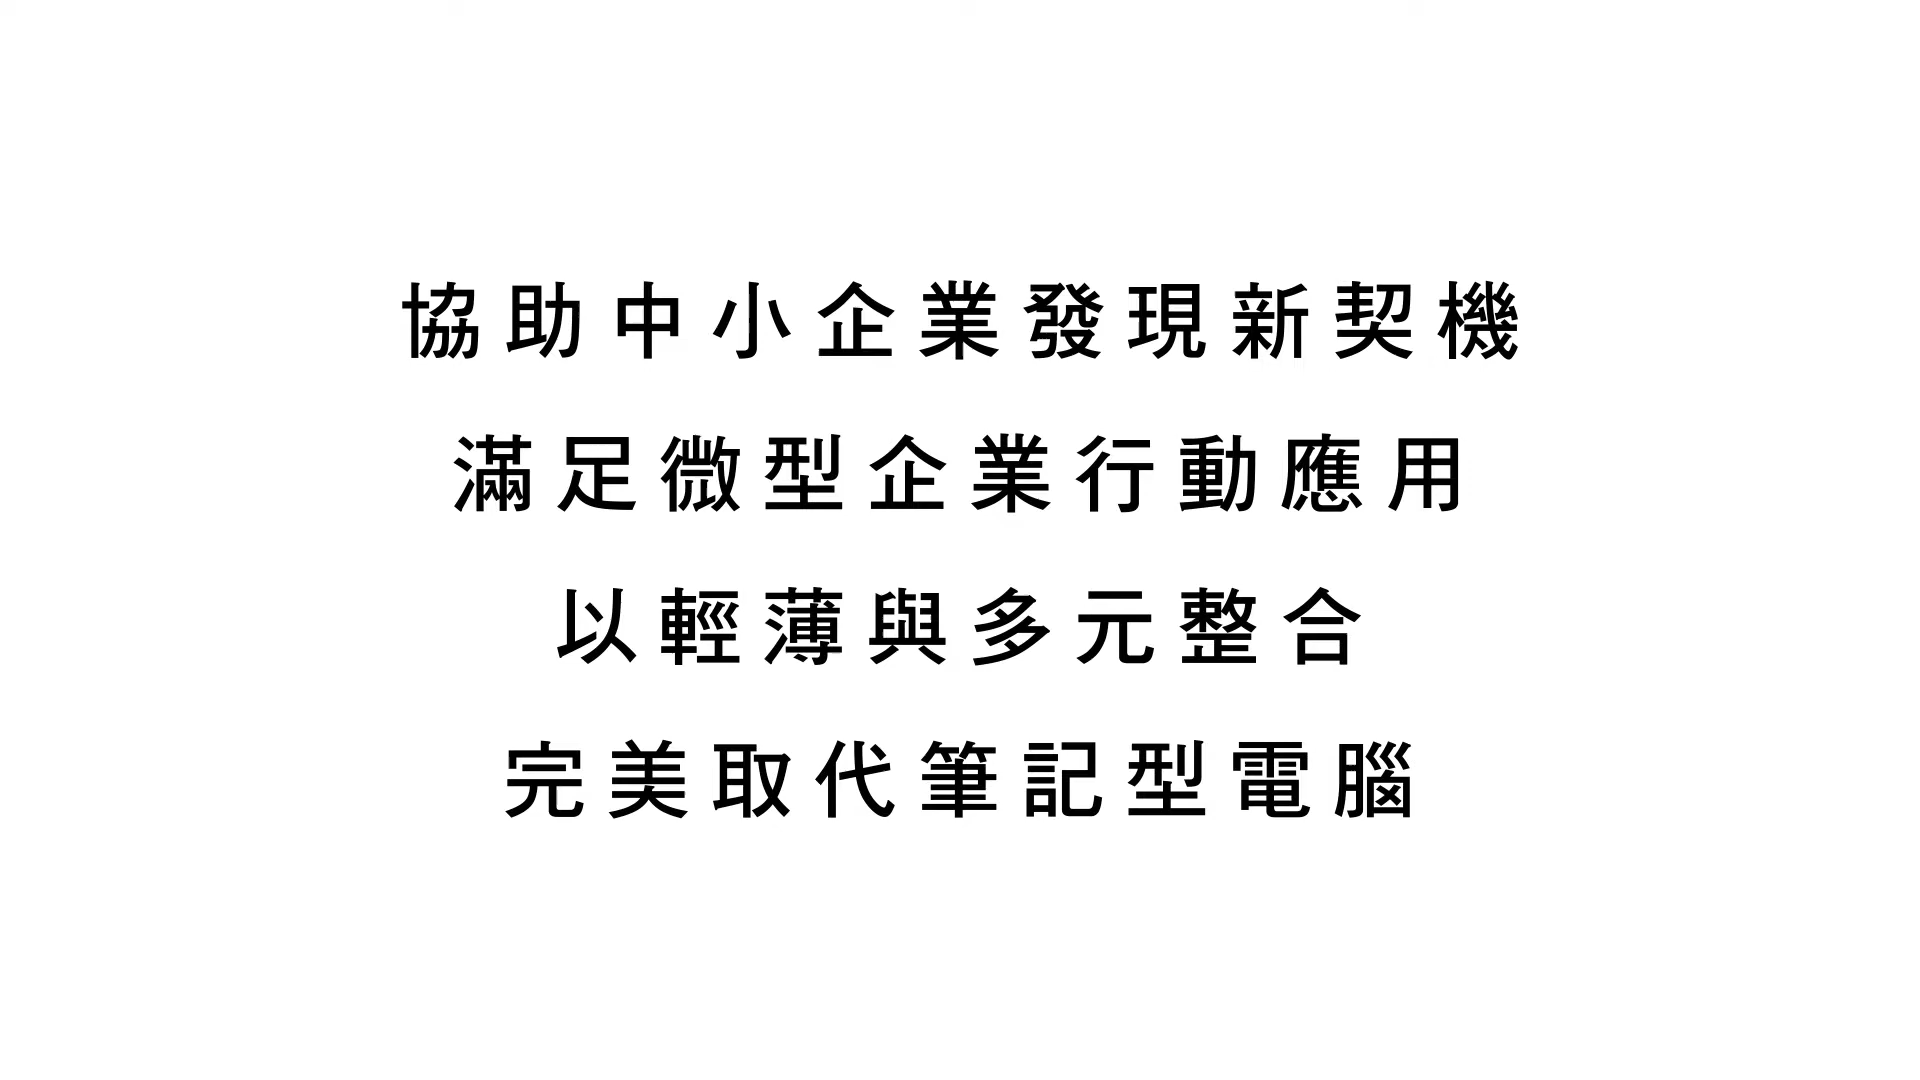 協助中小企業發現新契機
滿足微型企業行動應用
以輕薄與多元整合
完美取代筆記型電腦